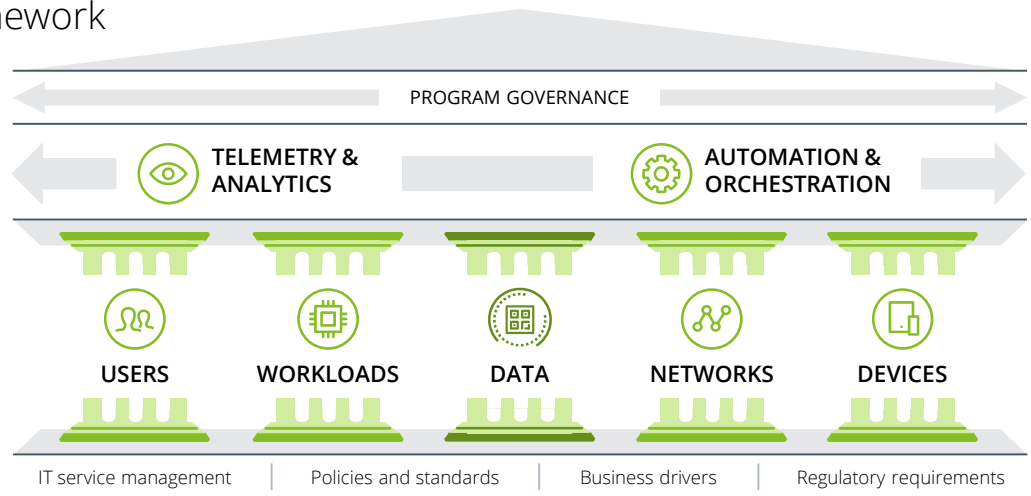 nework
PROGRAM GOVERNANCE
TELEMETRY &
ANALYTICS
AUTOMATION &
ORCHESTRATION
USERS
WORKLOADS
DATA
NETWORKS
DEVICES
IT service management
Policies and standards
Business drivers
Regulatory requirements